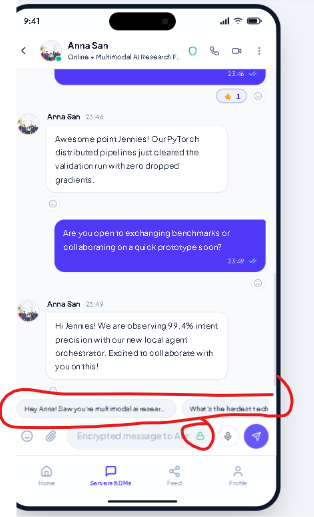 9:41
Anna San
Online • Multimodal AI Research F..
23:46
👍 1
Anna San 23:46
Awesome point Jennies! Our PyTorch
distributed pipelines just cleared the
validation run with zero dropped
gradients.
Are you open to exchanging benchmarks or
collaborating on a quick prototype soon?
23:49
Anna San 23:49
Hi Jennies! We are observing 99.4% intent
precision with our new local agent
orchestrator. Excited to collaborate with
you on this!
Hey Anna! Saw you're multimodal ai resear... What's the hardest tech
Encrypted message to
Home Servers & DMs Feed Profile